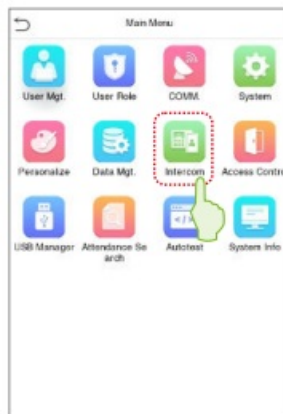 Main Menu
User Mgt. User Role COMM. System
Personalize Data Mgt. Intercom Access Contro
USB Manager Attendance Se Autotest System Info
arch